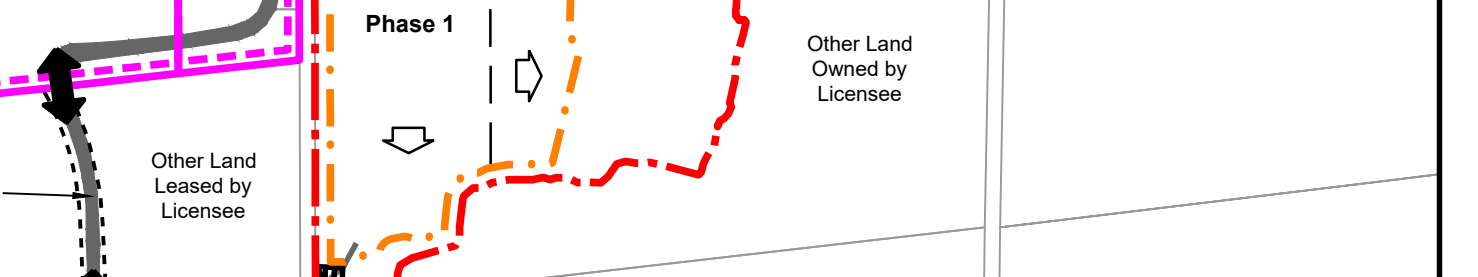 Phase 1
Other Land
Owned by
Licensee
Other Land
Leased by
Licensee